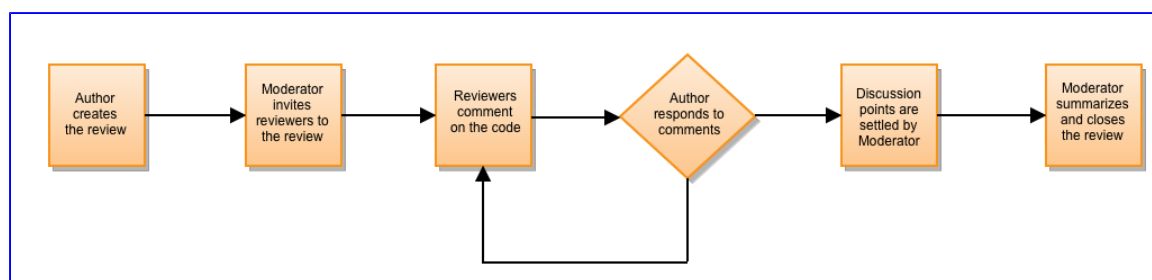 Author
creates
the review
Moderator
invites
reviewers to
the review
Reviewers
comment
on the code
Author
responds to
comments
Discussion
points are
settled by
Moderator
Moderator
summarizes
and closes
the review